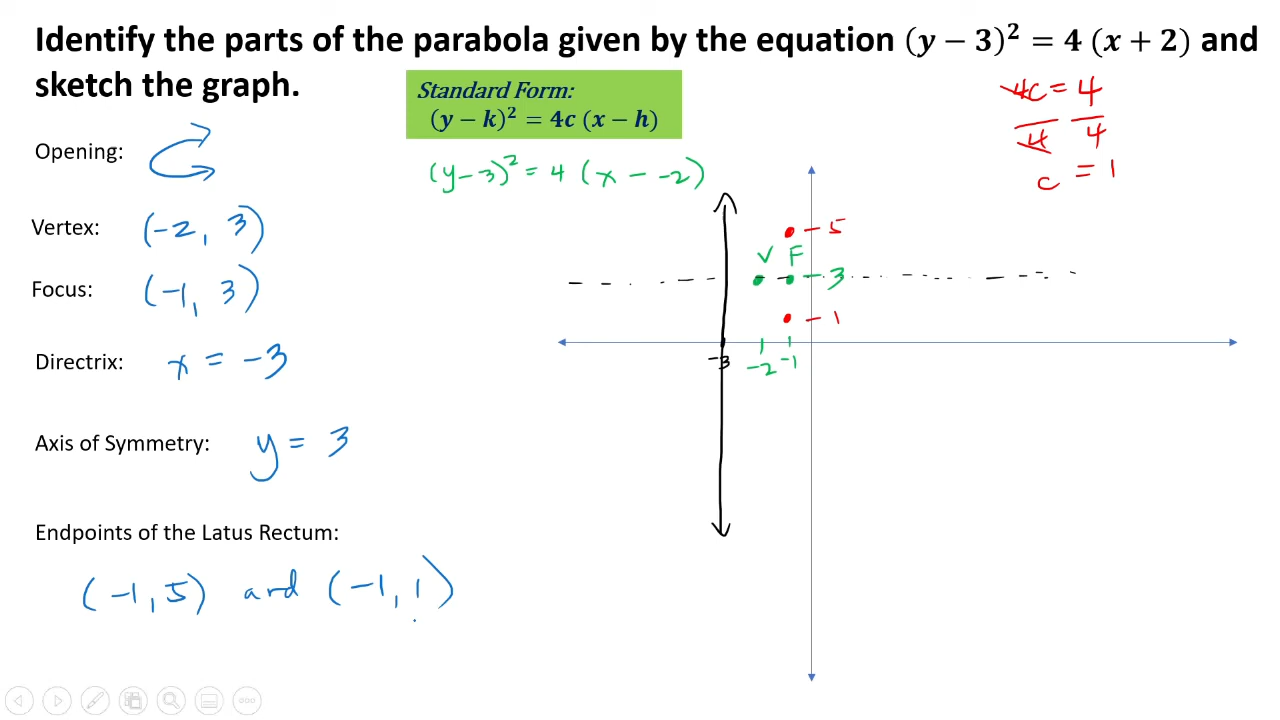 Identify the parts of the parabola given by the equation (y − 3)² = 4 (x + 2) and
sketch the graph.
Standard Form:
(y − k)² = 4c (x − h)
(y − 3)² = 4 (x − -2)
4c = 4
4 4
c = 1
Opening:
Vertex: (-2, 3)
Focus: (-1, 3)
Directrix: x = -3
Axis of Symmetry: y = 3
Endpoints of the Latus Rectum:
(-1, 5) and (-1, 1)
5
V F
3
1
-3 -2 -1